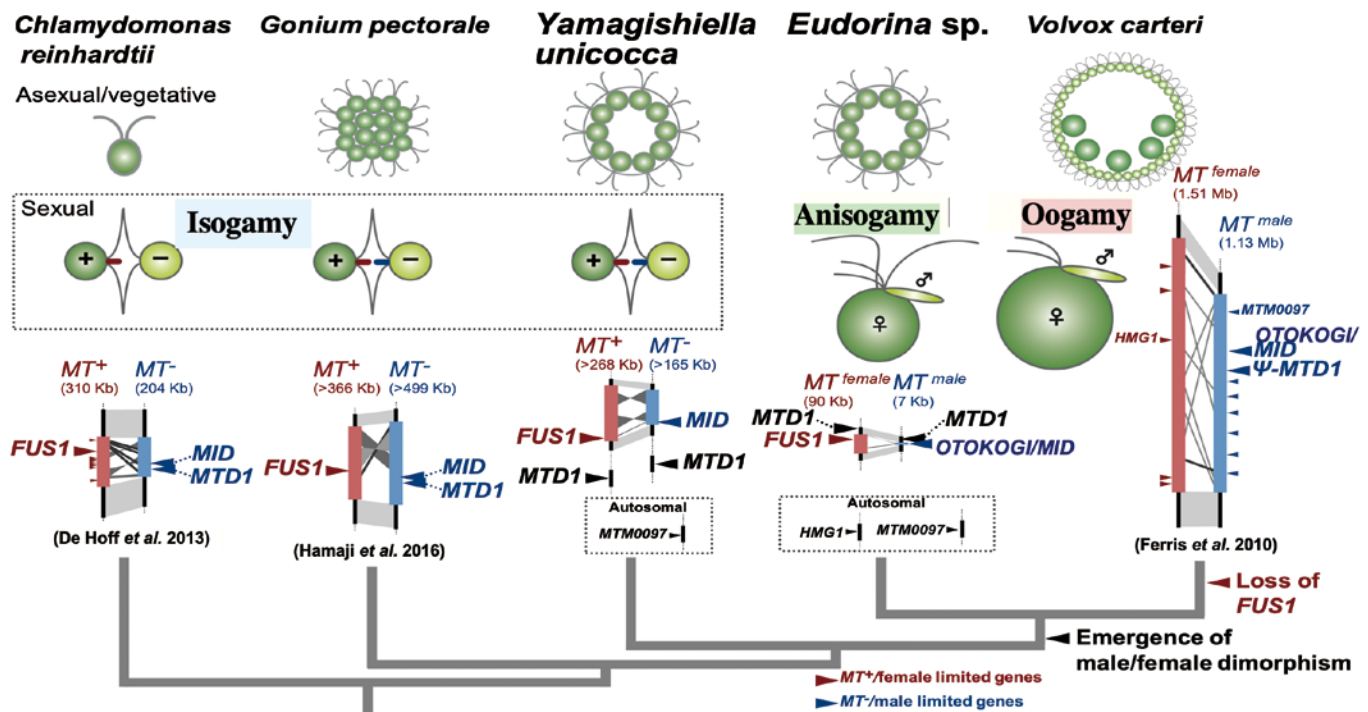 Chlamydomonas
reinhardtii
Gonium pectorale
Yamagishiella
unicocca
Eudorina sp.
Volvox carteri
Asexual/vegetative
Sexual
Isogamy
+
−
+
−
+
−
Anisogamy
♂
♀
Oogamy
♂
♀
MT female
(1.51 Mb)
MT male
(1.13 Mb)
MTM0097
HMG1
OTOKOGI/
MID
Ψ-MTD1
MT+
(310 Kb)
MT-
(204 Kb)
FUS1
MID
MTD1
(De Hoff et al. 2013)
MT+
(>366 Kb)
MT-
(>499 Kb)
FUS1
MID
MTD1
(Hamaji et al. 2016)
MT+
(>268 Kb)
MT-
(>165 Kb)
MID
FUS1
MTD1
MTD1
Autosomal
MTM0097
MT female
(90 Kb)
MT male
(7 Kb)
MTD1
MTD1
FUS1
OTOKOGI/MID
Autosomal
HMG1
MTM0097
(Ferris et al. 2010)
Loss of
FUS1
Emergence of
male/female dimorphism
MT+/female limited genes
MT-/male limited genes